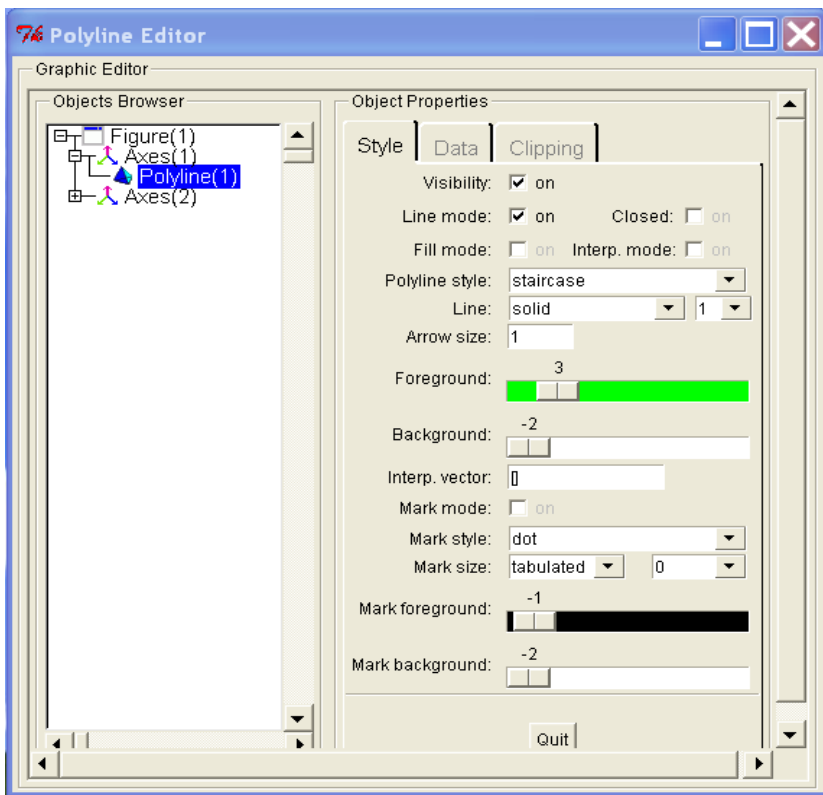 Polyline Editor
Graphic Editor
Objects Browser
Figure(1)
Axes(1)
Polyline(1)
Axes(2)
Object Properties
Style Data Clipping
Visibility: on
Line mode: on Closed: on
Fill mode: on Interp. mode: on
Polyline style: staircase
Line: solid 1
Arrow size: 1
3
Foreground:
-2
Background:
Interp. vector: []
Mark mode: on
Mark style: dot
Mark size: tabulated 0
-1
Mark foreground:
-2
Mark background:
Quit